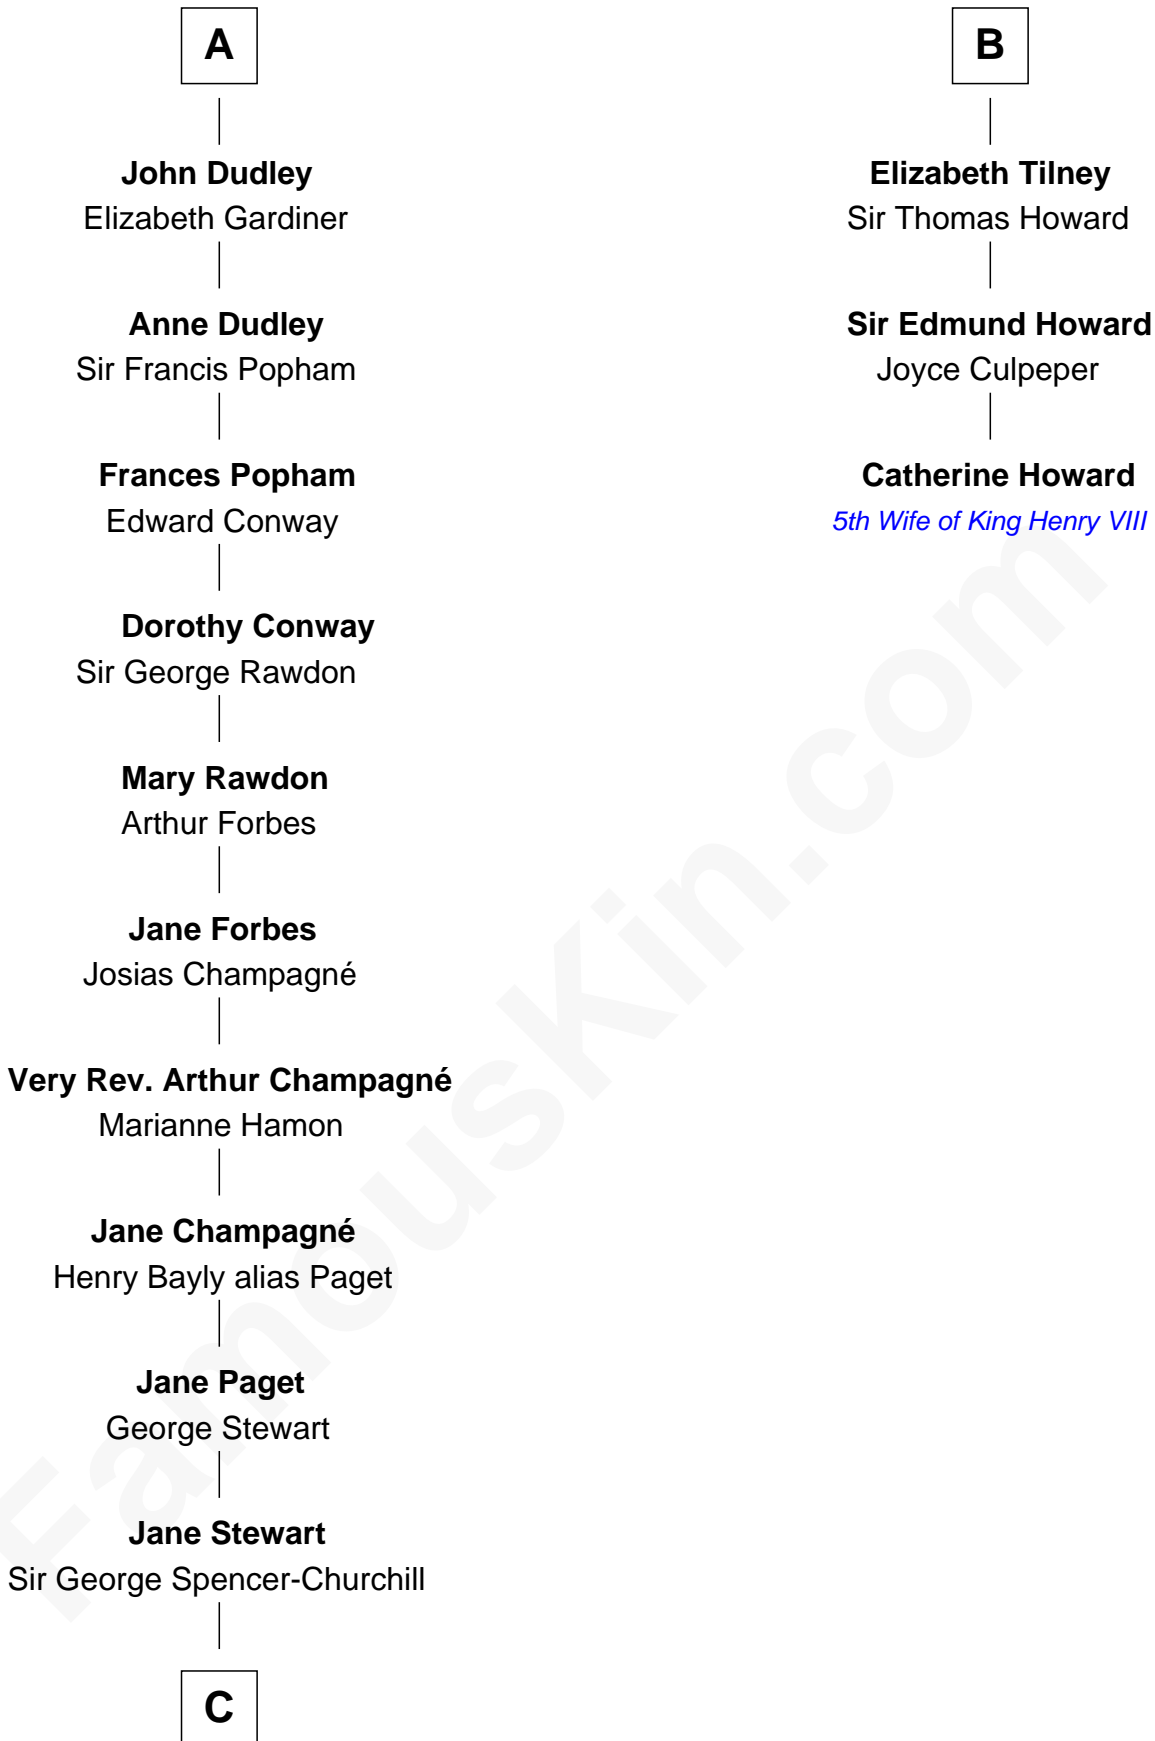 A
John Dudley
Elizabeth Gardiner
Anne Dudley
Sir Francis Popham
Frances Popham
Edward Conway
Dorothy Conway
Sir George Rawdon
Mary Rawdon
Arthur Forbes
Jane Forbes
Josias Champagné
Very Rev. Arthur Champagné
Marianne Hamon
Jane Champagné
Henry Bayly alias Paget
Jane Paget
George Stewart
Jane Stewart
Sir George Spencer-Churchill
C
B
Elizabeth Tilney
Sir Thomas Howard
Sir Edmund Howard
Joyce Culpeper
Catherine Howard
5th Wife of King Henry VIII
FamousKin.com